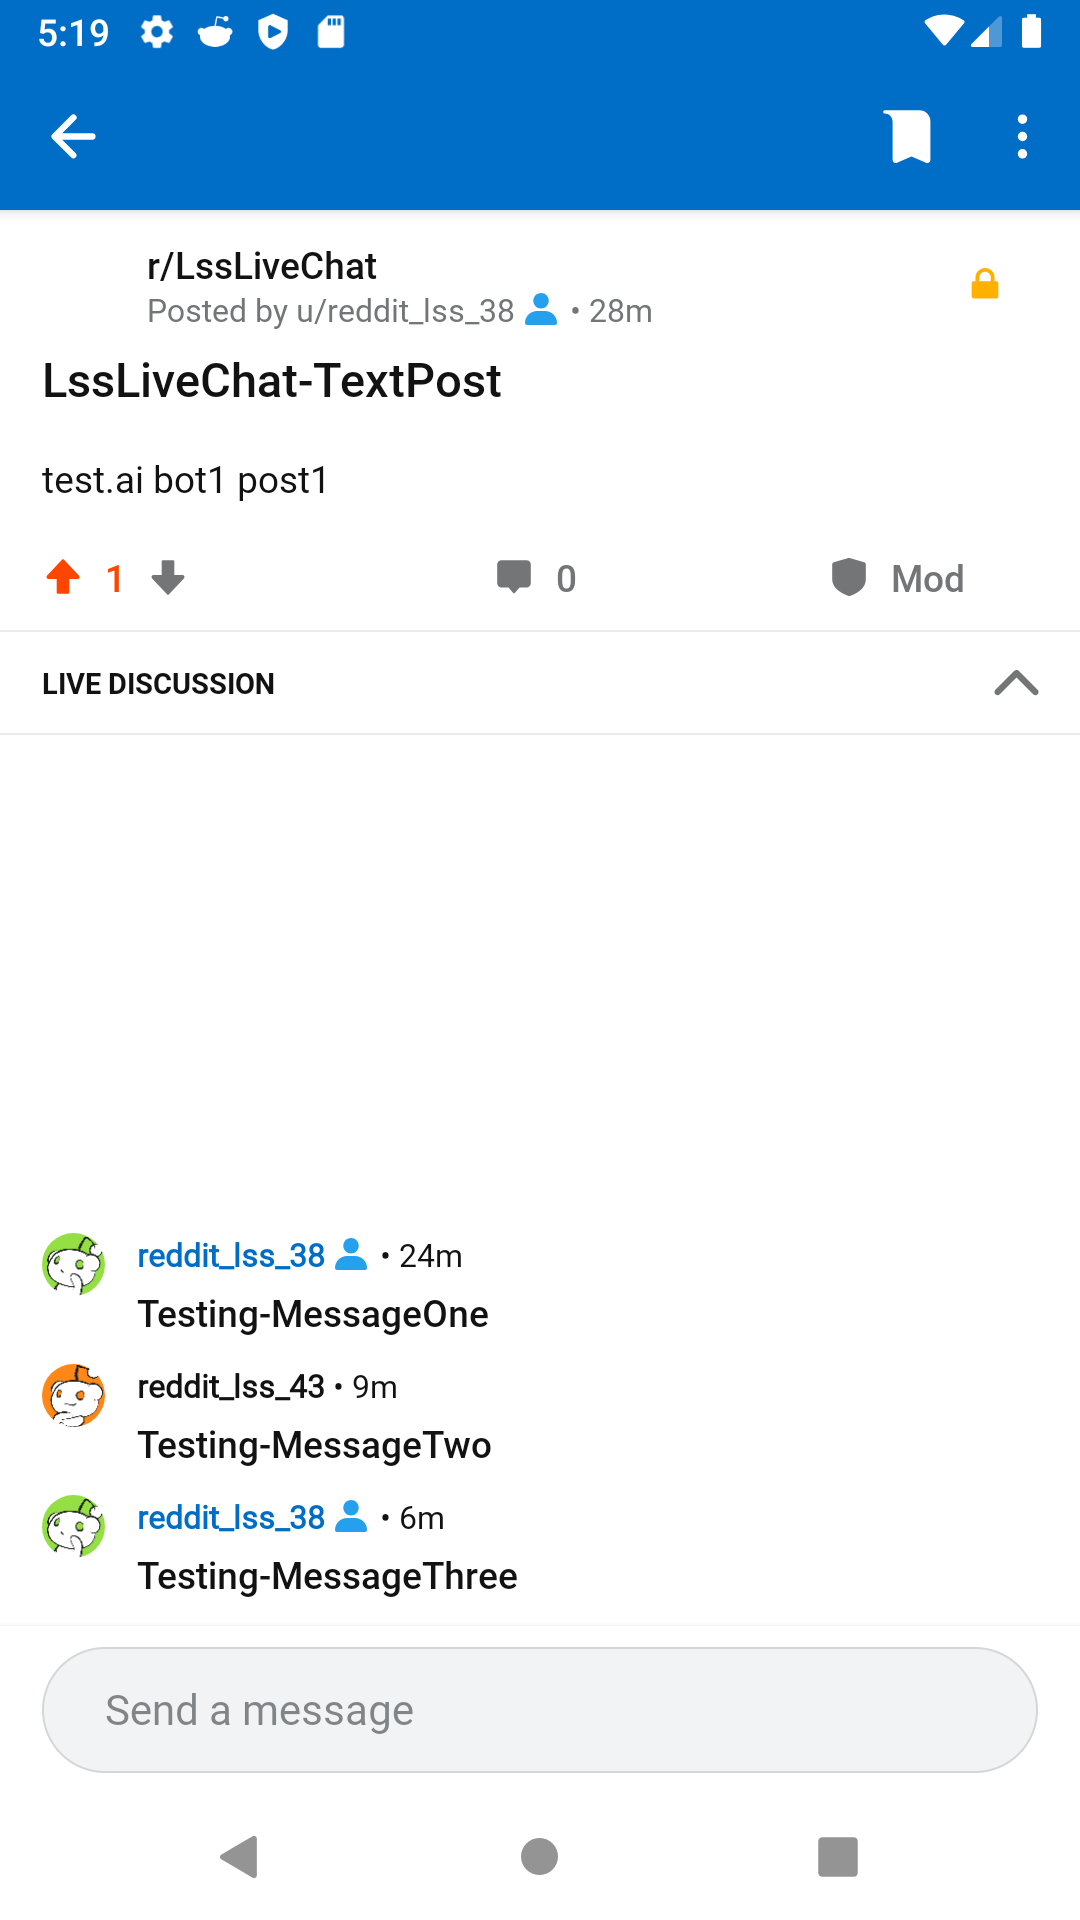 5:19
r/LssLiveChat
Posted by u/reddit_lss_38 • 28m
LssLiveChat-TextPost
test.ai bot1 post1
1 0 Mod
LIVE DISCUSSION
reddit_lss_38 • 24m
Testing-MessageOne
reddit_lss_43 • 9m
Testing-MessageTwo
reddit_lss_38 • 6m
Testing-MessageThree
Send a message